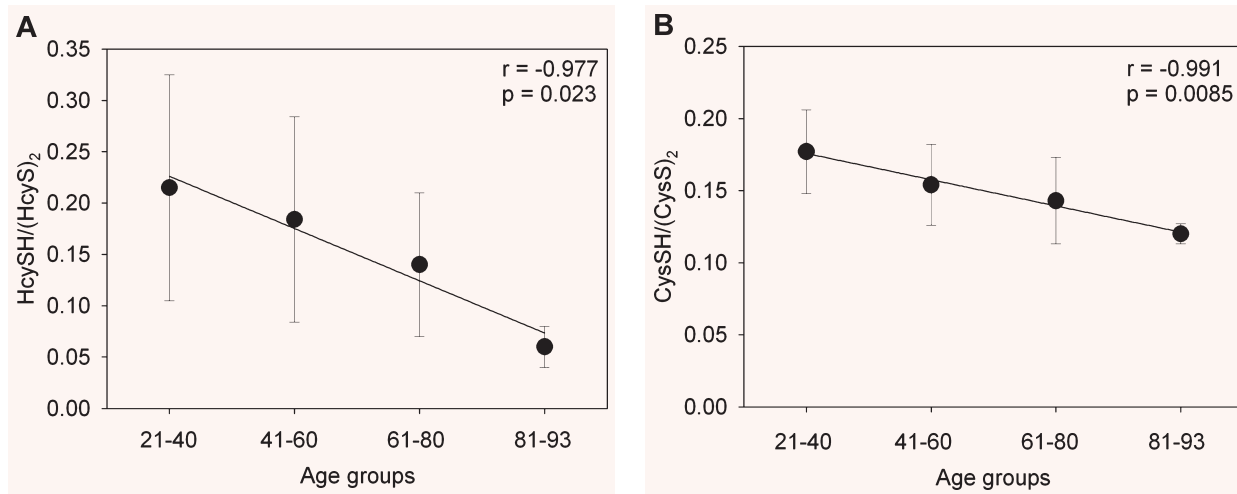 A
0.35
0.30
0.25
0.20
0.15
0.10
0.05
0.00
HcySH/(HcyS)2
r = -0.977
p = 0.023
21-40 41-60 61-80 81-93
Age groups
B
0.25
0.20
0.15
0.10
0.05
0.00
CysSH/(CysS)2
r = -0.991
p = 0.0085
21-40 41-60 61-80 81-93
Age groups